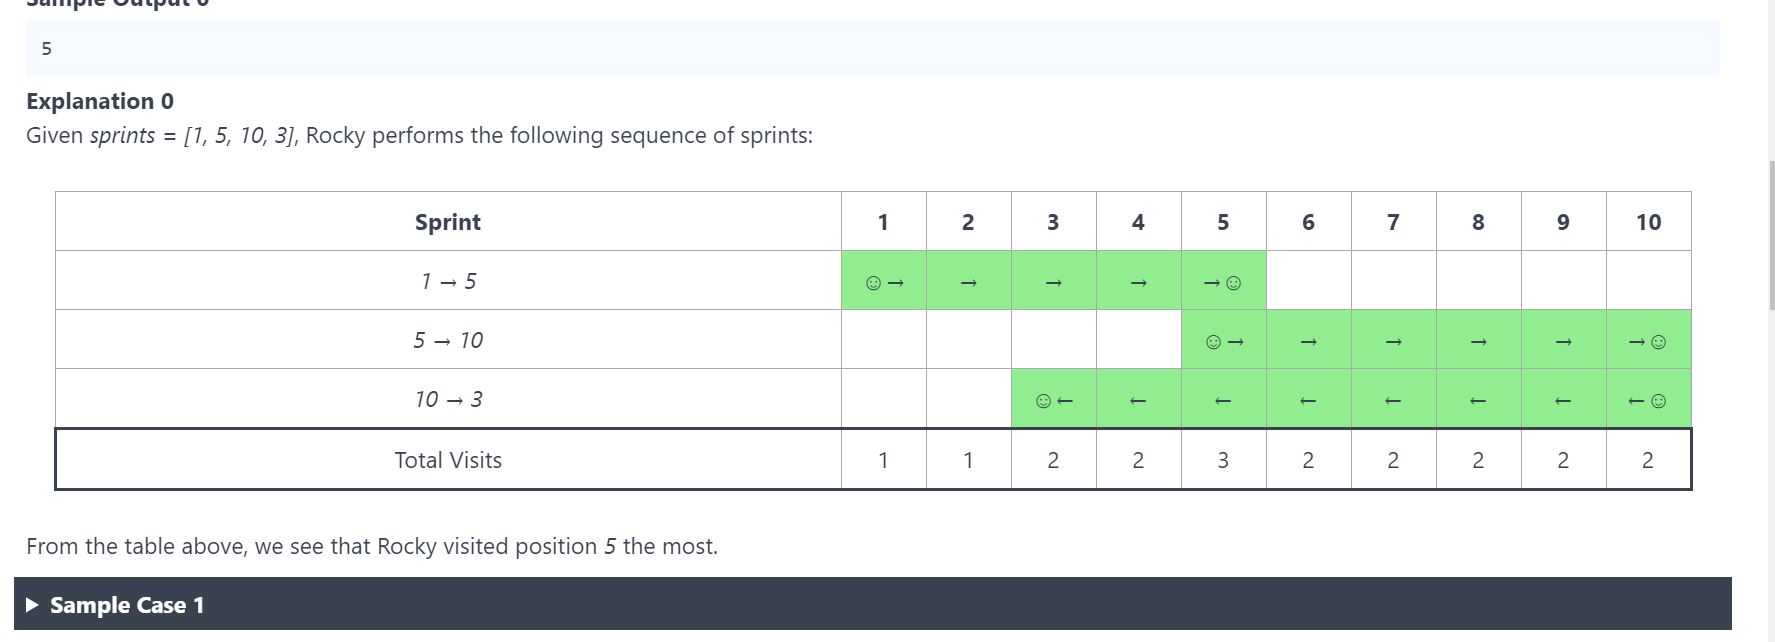 Sample Output 0
5
Explanation 0
Given sprints = [1, 5, 10, 3], Rocky performs the following sequence of sprints:
Sprint 1 2 3 4 5 6 7 8 9 10
1 → 5 ☺→ → → → →☺
5 → 10 ☺→ → → → → →☺
10 → 3 ☺← ← ← ← ← ← ← ←☺
Total Visits 1 1 2 2 3 2 2 2 2 2
From the table above, we see that Rocky visited position 5 the most.
▶ Sample Case 1